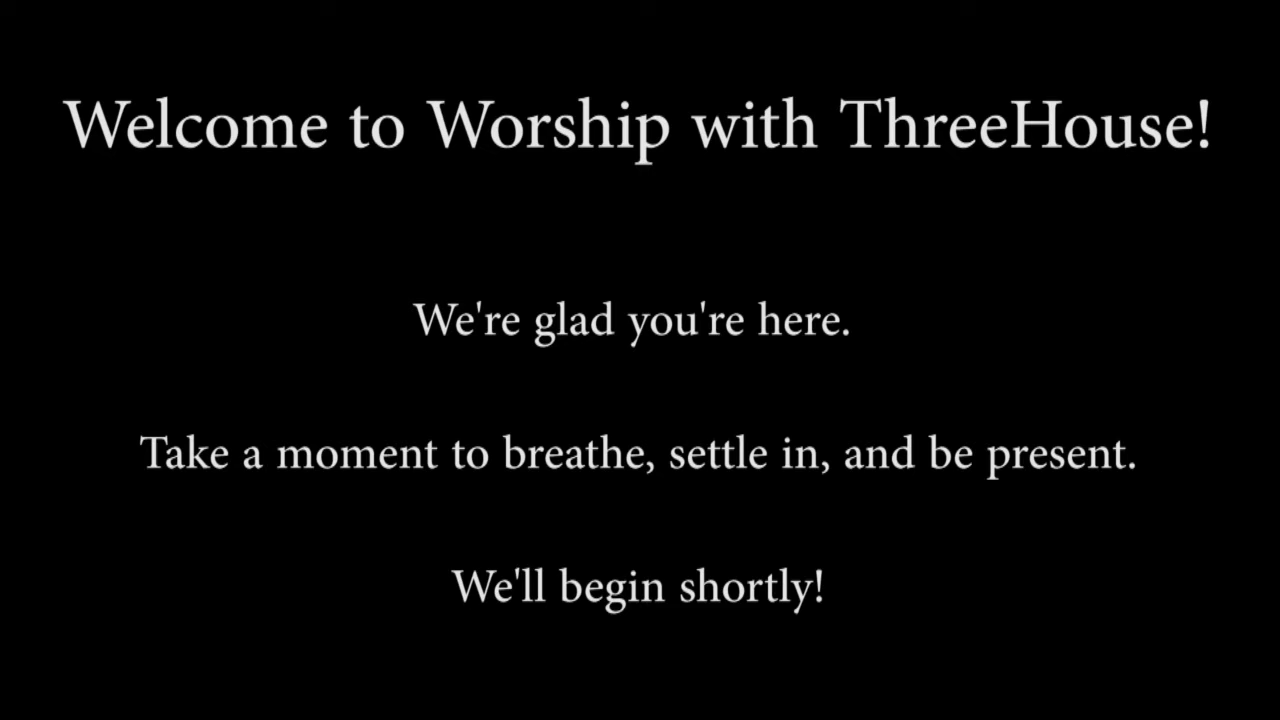 Welcome to Worship with ThreeHouse!
We're glad you're here.
Take a moment to breathe, settle in, and be present.
We'll begin shortly!